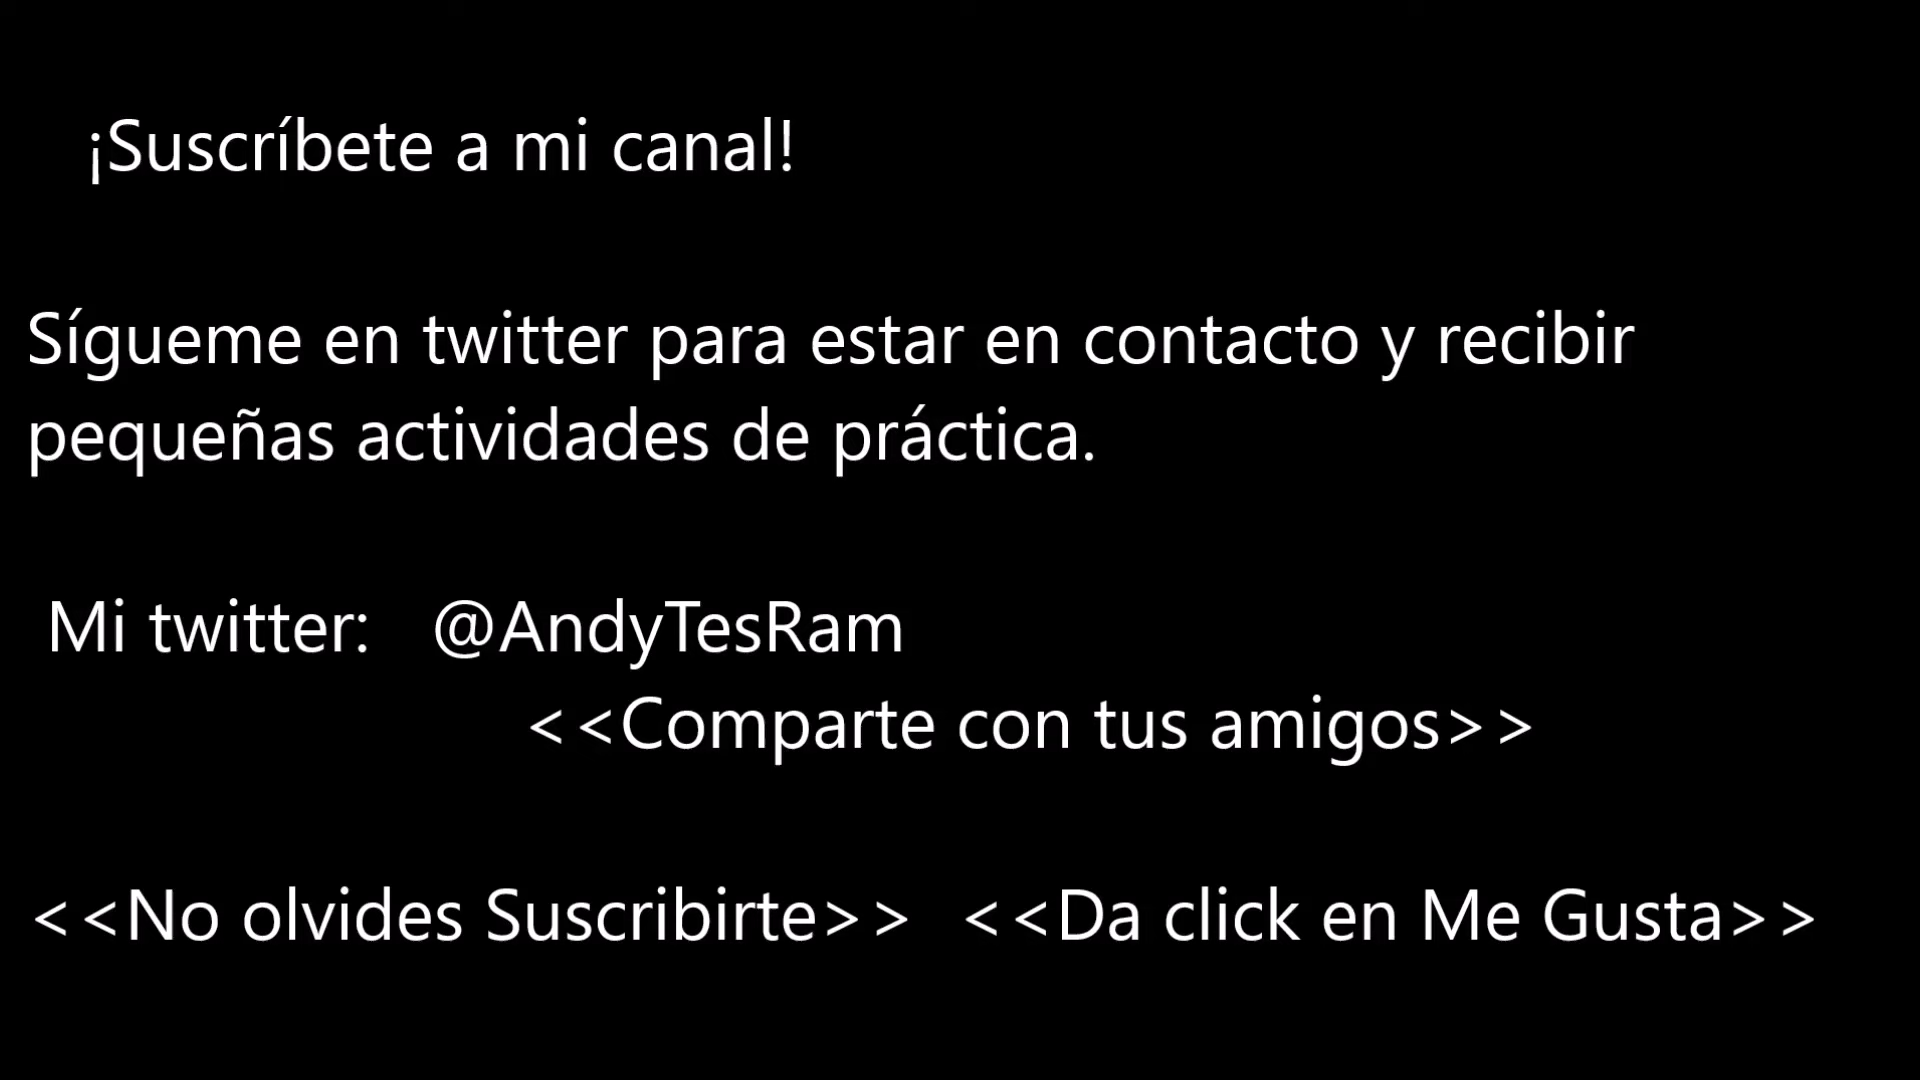 ¡Suscríbete a mi canal!
Sígueme en twitter para estar en contacto y recibir
pequeñas actividades de práctica.
Mi twitter: @AndyTesRam
<<Comparte con tus amigos>>
<<No olvides Suscribirte>> <<Da click en Me Gusta>>